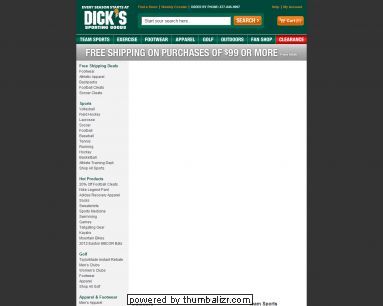 EVERY SEASON STARTS AT
DICK'S
SPORTING GOODS
Find a Store | Weekly Circular | ORDER BY PHONE: 877-846-9997
Help | My Account
Start your search here...
SEARCH
Cart (0)
TEAM SPORTS EXERCISE FOOTWEAR APPAREL GOLF OUTDOORS FAN SHOP CLEARANCE
FREE SHIPPING ON PURCHASES OF $99 OR MORE
Free Shipping Deals
Footwear
Athletic Apparel
Backpacks
Football Cleats
Soccer Cleats
Sports
Volleyball
Field Hockey
Lacrosse
Soccer
Football
Baseball
Tennis
Running
Hockey
Basketball
Athlete Training Dept
Shop All Sports
Hot Products
20% Off Football Cleats
Nike Legend Pant
Adidas Recovery Apparel
Socks
Sweatshirts
Sports Medicine
Swimming
Games
Tailgating Gear
Kayaks
Mountain Bikes
2012 Easton BBCOR Bats
Golf
TaylorMade Instant Rebate
Men's Clubs
Women's Clubs
Footwear
Apparel
Shop All Golf
Apparel & Footwear
Men's Apparel
Team Sports
powered by thumbalizr.com